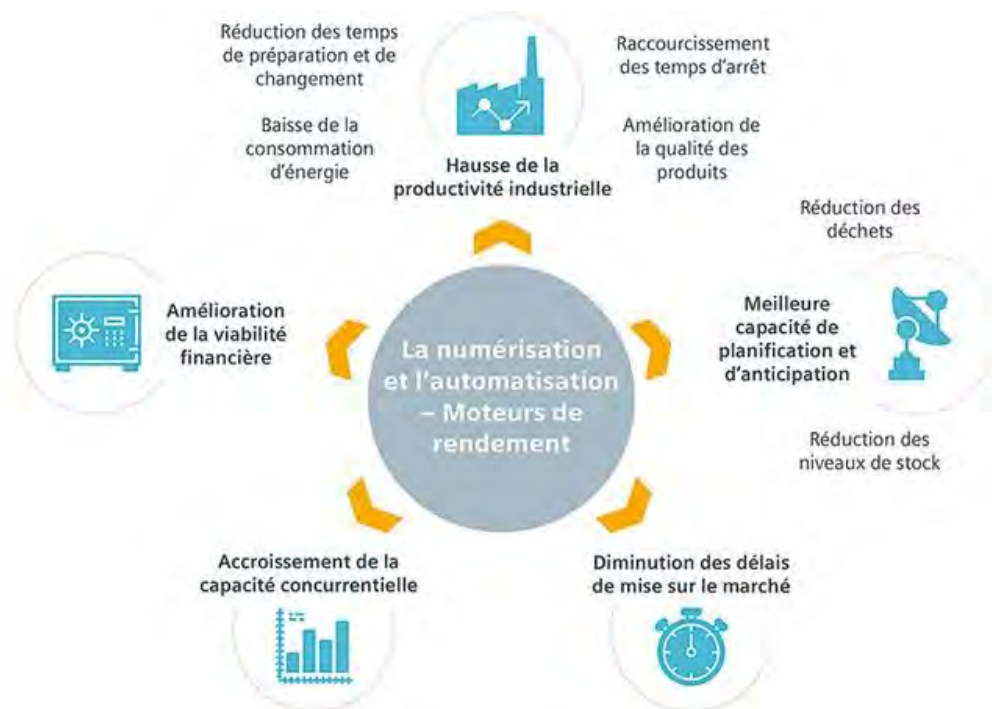 Réduction des temps
de préparation et de
changement
Baisse de la
consommation
d'énergie
Raccourcissement
des temps d'arrêt
Amélioration de
la qualité des
produits
Hausse de la
productivité industrielle
Réduction des
déchets
Meilleure
capacité de
planification et
d'anticipation
Réduction des
niveaux de stock
Amélioration
de la viabilité
financière
La numérisation
et l'automatisation
– Moteurs de
rendement
Accroissement de la
capacité concurrentielle
Diminution des délais
de mise sur le marché